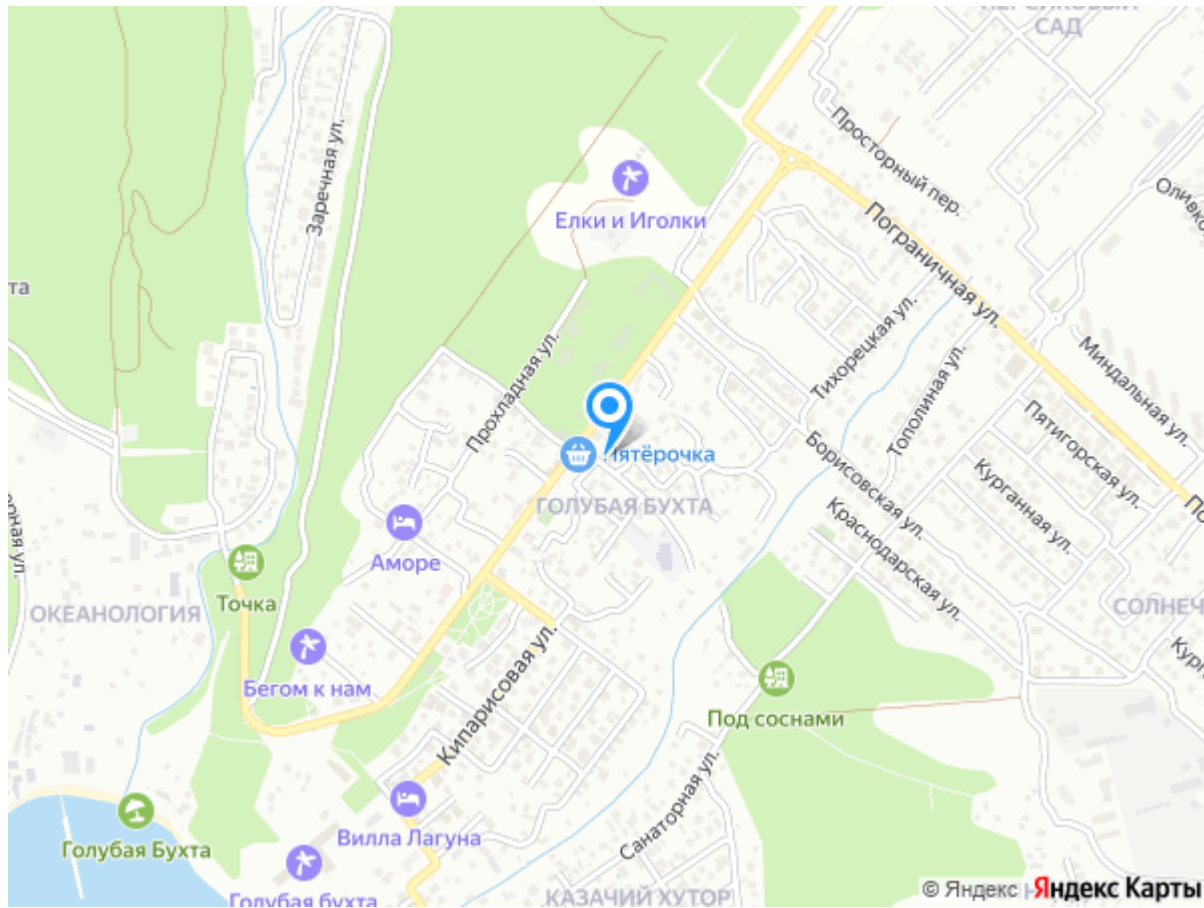 ПЕРСИКОВЫЙ
САД
Просторный пер.
Заречная ул.
Елки и Иголки
Пограничная ул.
та
Тихорецкая ул.
Миндальная ул.
Прохладная ул.
Тополиная ул.
Пятигорская ул.
Пятёрочка
Борисовская ул.
Курганная ул.
ГОЛУБАЯ БУХТА
Краснодарская ул.
Аморе
Точка
ОКЕАНОЛОГИЯ
СОЛНЕЧ
Бегом к нам
Кипарисовая ул.
Под соснами
Санаторная ул.
Вилла Лагуна
Голубая Бухта
Голубая бухта
КАЗАЧИЙ ХУТОР
© Яндекс Яндекс Карты